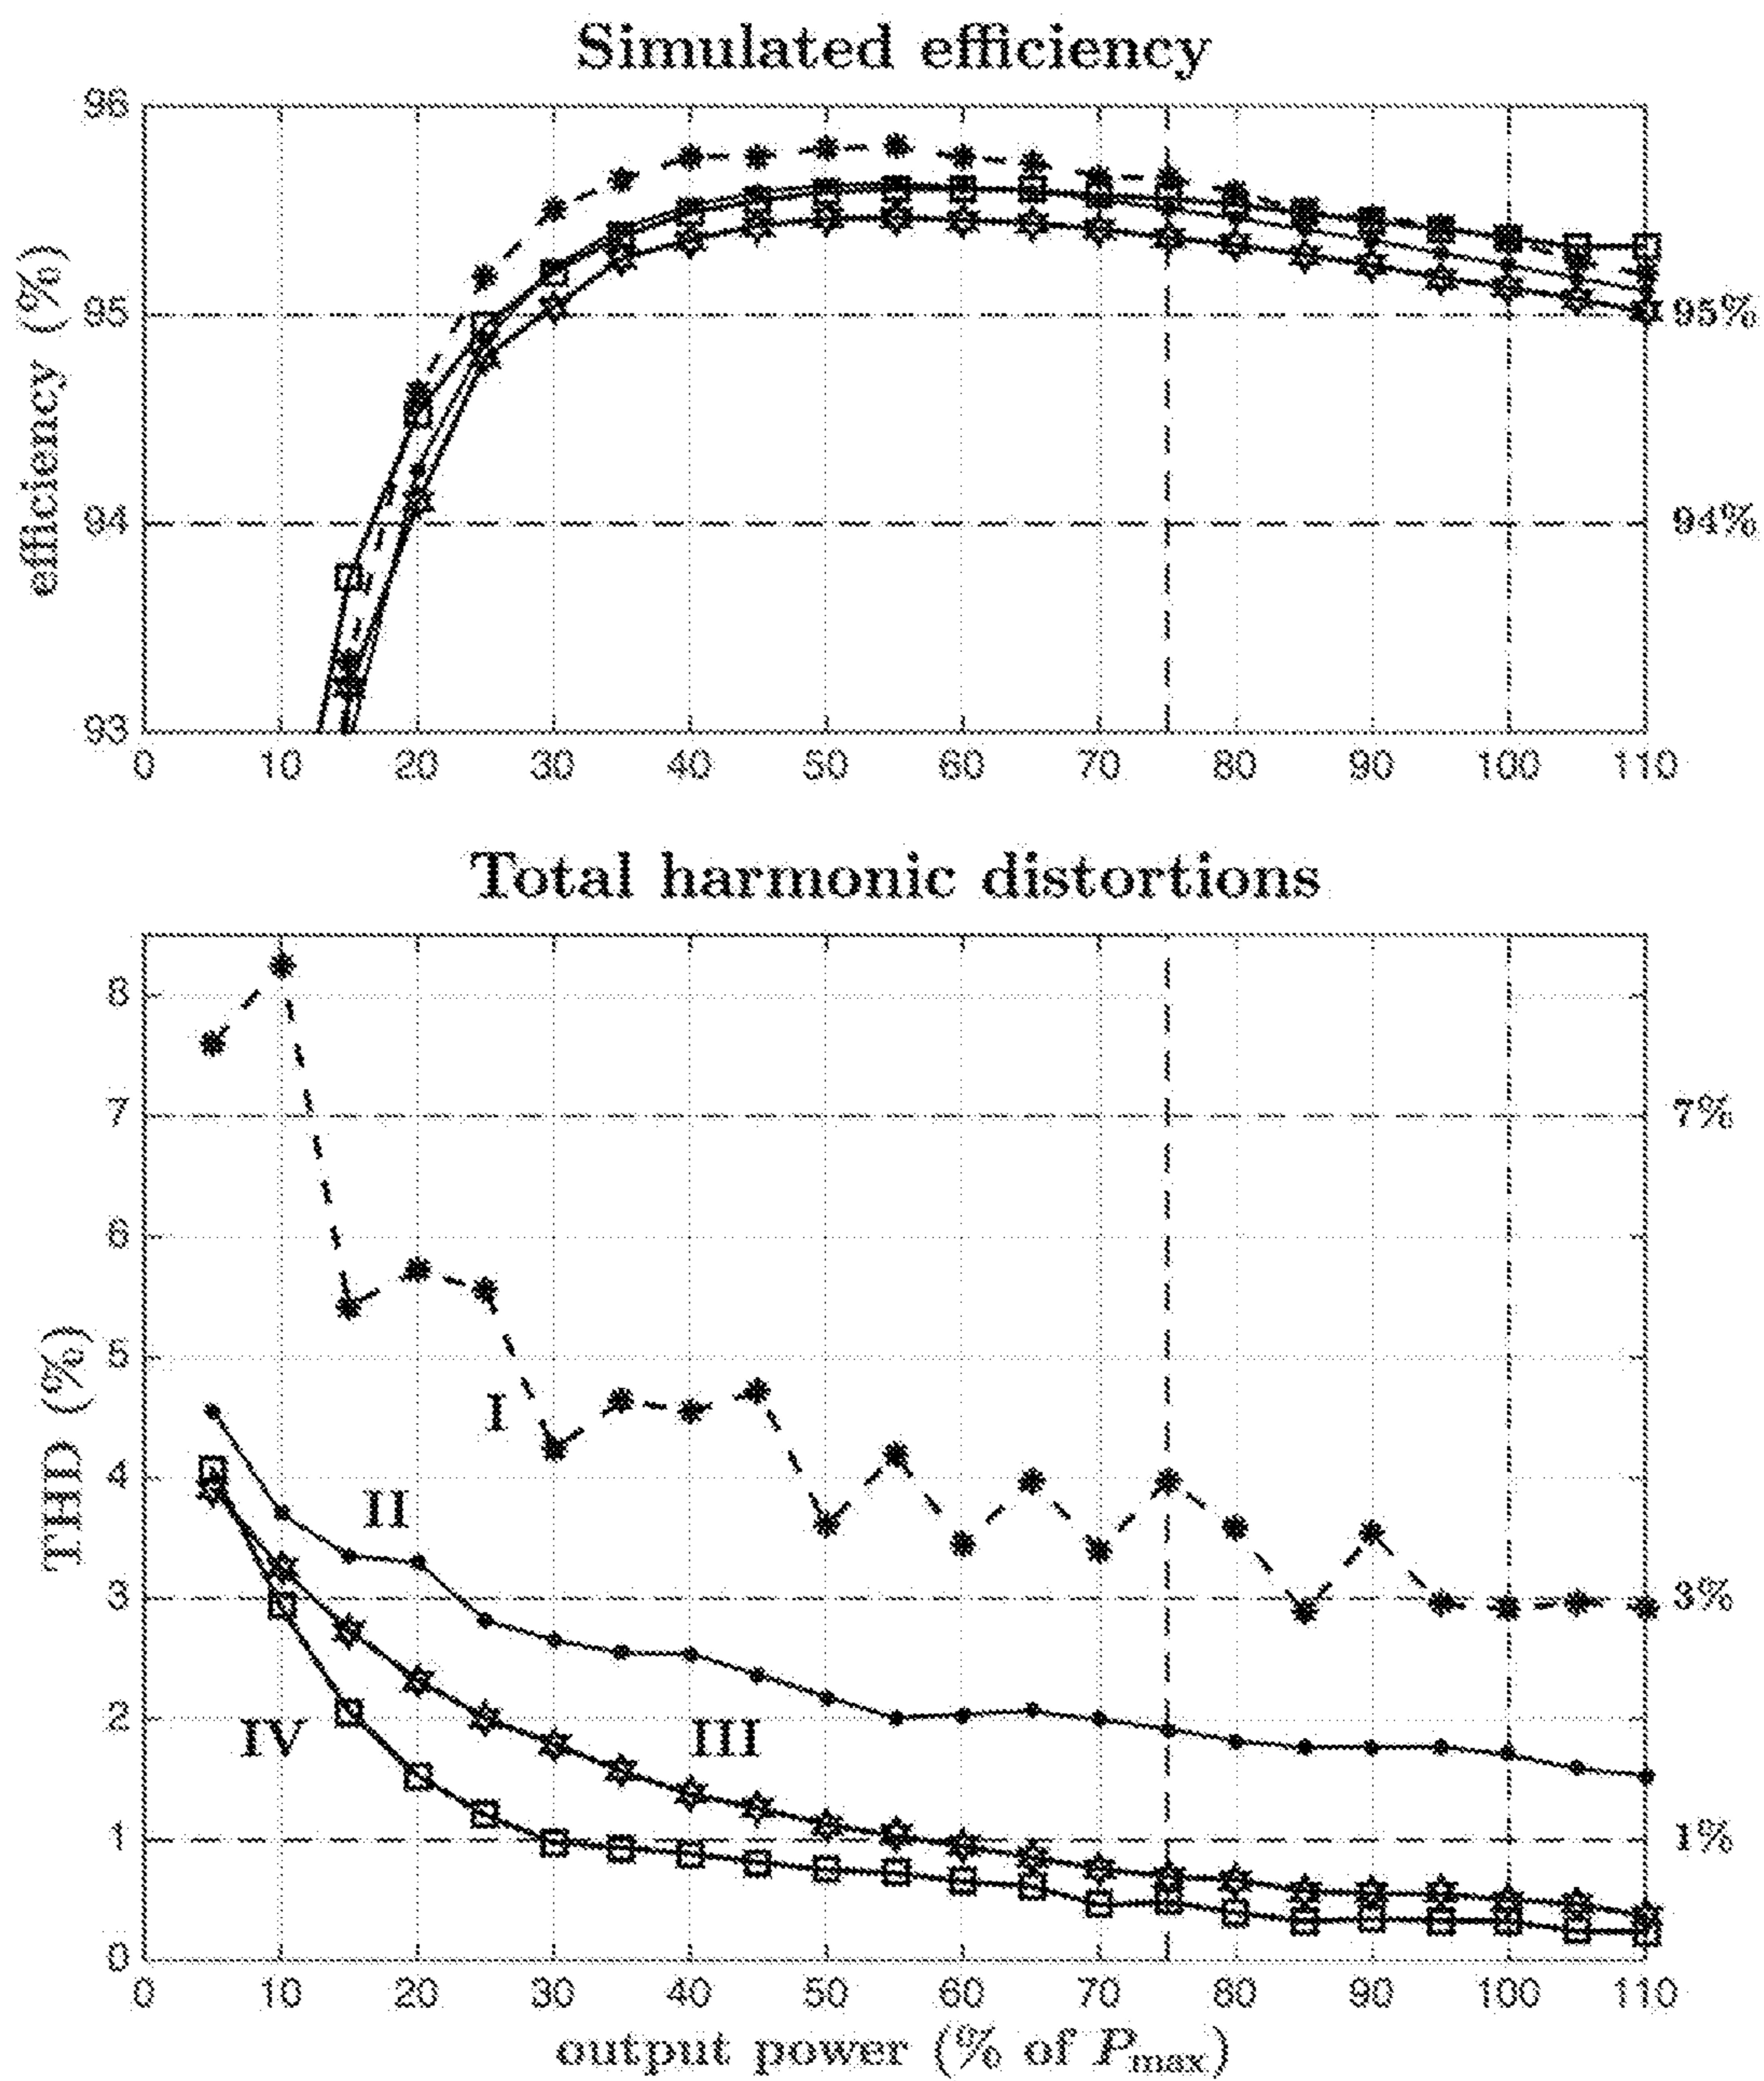 Simulated efficiency
efficiency (%)
96
95
94
93
95%
94%
0 10 20 30 40 50 60 70 80 90 100 110
Total harmonic distortions
THD (%)
8
7
6
5
4
3
2
1
0
7%
3%
1%
I
II
III
IV
0 10 20 30 40 50 60 70 80 90 100 110
output power (% of Pmax)